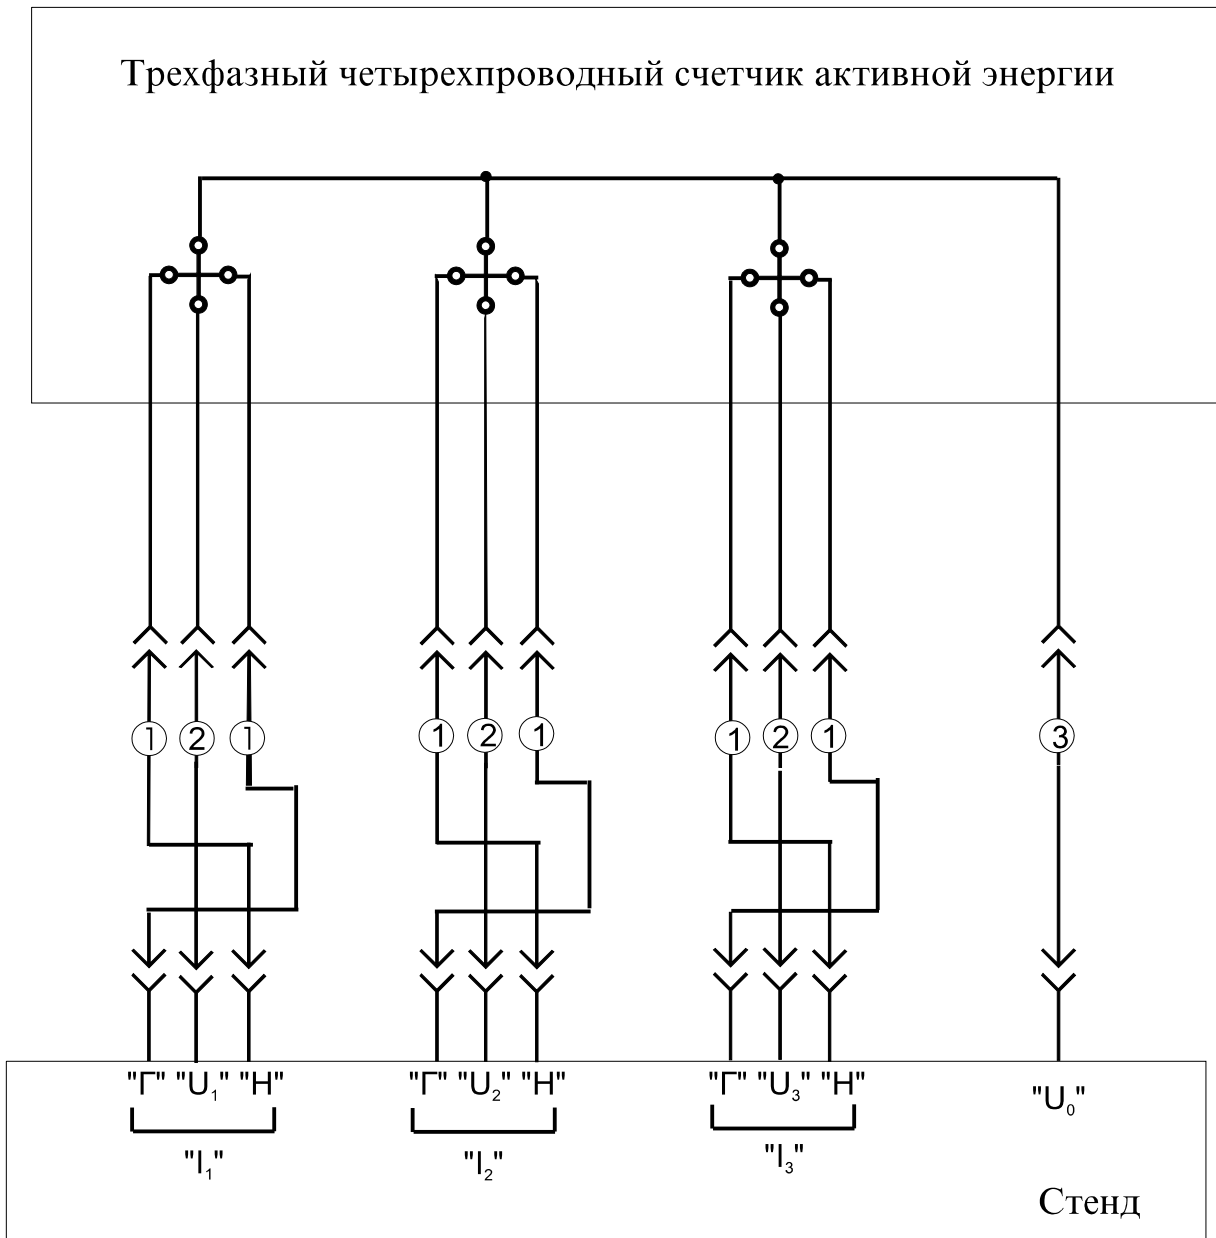 Трехфазный четырехпроводный счетчик активной энергии
1 2 1 1 2 1 1 2 1 3
"Г" "U₁" "Н" "Г" "U₂" "Н" "Г" "U₃" "Н" "U₀"
"I₁" "I₂" "I₃"
Стенд